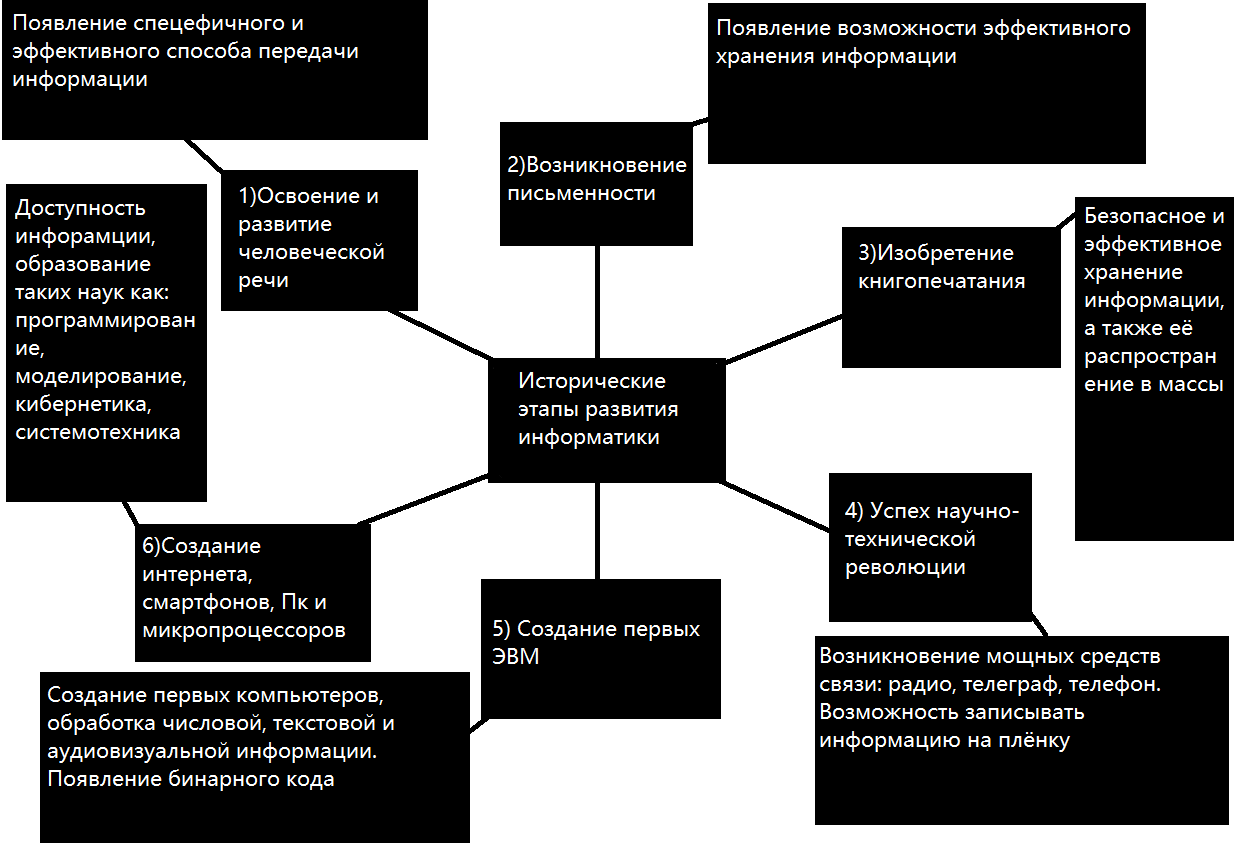 Появление спецефичного и
эффективного способа передачи
информации
Появление возможности эффективного
хранения информации
2)Возникновение
письменности
1)Освоение и
развитие
человеческой
речи
Доступность
инфорамции,
образование
таких наук как:
программирован
ие,
моделирование,
кибернетика,
системотехника
3)Изобретение
книгопечатания
Безопасное и
эффективное
хранение
информации,
а также её
распростран
ение в массы
Исторические
этапы развития
информатики
4) Успех научно-
технической
революции
6)Создание
интернета,
смартфонов, Пк и
микропроцессоров
5) Создание первых
ЭВМ
Возникновение мощных средств
связи: радио, телеграф, телефон.
Возможность записывать
информацию на плёнку
Создание первых компьютеров,
обработка числовой, текстовой и
аудиовизуальной информации.
Появление бинарного кода